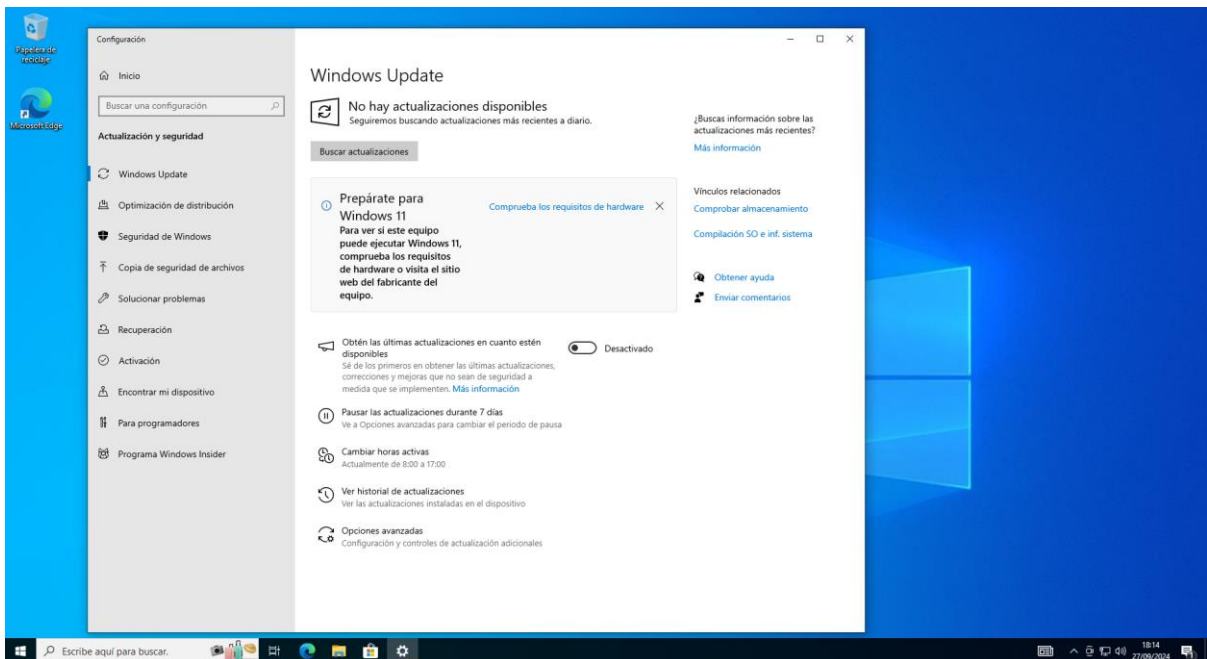 Papelera de
reciclaje
Microsoft Edge
Configuración
Inicio
Buscar una configuración
Actualización y seguridad
Windows Update
Optimización de distribución
Seguridad de Windows
Copia de seguridad de archivos
Solucionar problemas
Recuperación
Activación
Encontrar mi dispositivo
Para programadores
Programa Windows Insider
Windows Update
No hay actualizaciones disponibles
Seguiremos buscando actualizaciones más recientes a diario.
Buscar actualizaciones
Prepárate para
Windows 11
Para ver si este equipo
puede ejecutar Windows 11,
comprueba los requisitos
de hardware o visita el sitio
web del fabricante del
equipo.
Comprueba los requisitos de hardware
Obtén las últimas actualizaciones en cuanto estén
disponibles
Sé de los primeros en obtener las últimas actualizaciones,
correcciones y mejoras que no sean de seguridad a
medida que se implementen. Más información
Desactivado
Pausar las actualizaciones durante 7 días
Ve a Opciones avanzadas para cambiar el periodo de pausa
Cambiar horas activas
Actualmente de 8:00 a 17:00
Ver historial de actualizaciones
Ver las actualizaciones instaladas en el dispositivo
Opciones avanzadas
Configuración y controles de actualización adicionales
¿Buscas información sobre las
actualizaciones más recientes?
Más información
Vínculos relacionados
Comprobar almacenamiento
Compilación SO e inf. sistema
Obtener ayuda
Enviar comentarios
Escribe aquí para buscar.
18:14
27/09/2024